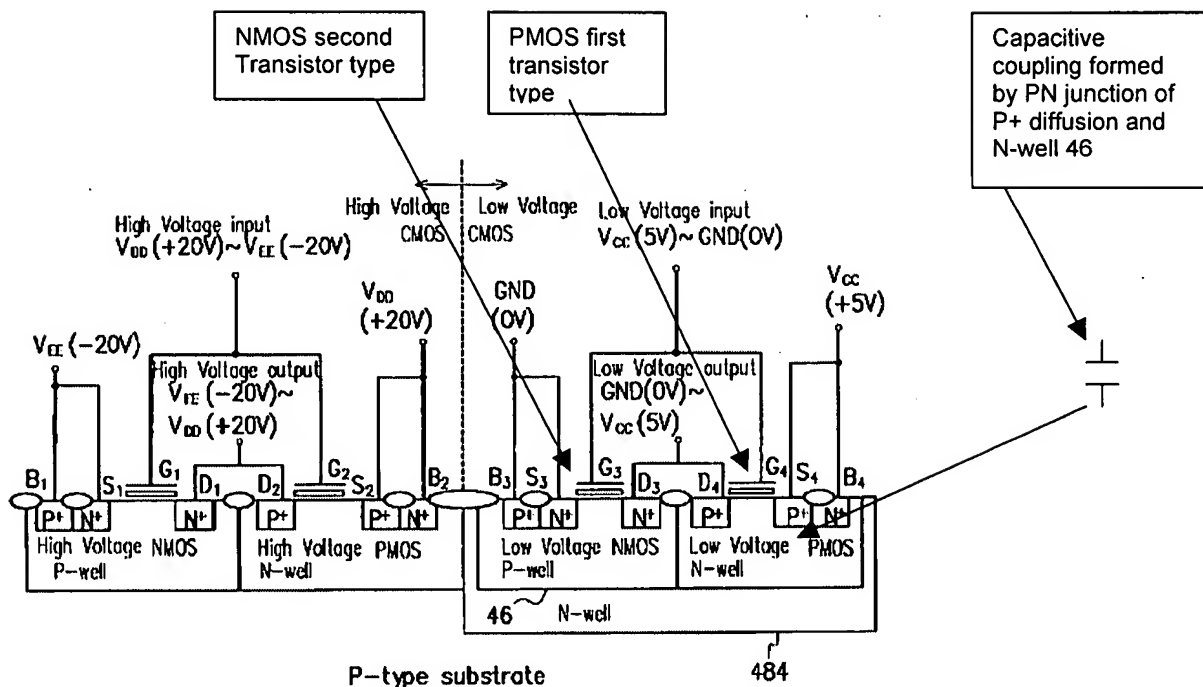 NMOS second
Transistor type
PMOS first
transistor
type
Capacitive
coupling formed
by PN junction of
P+ diffusion and
N-well 46
High Voltage
CMOS
Low Voltage
CMOS
High Voltage input
VDD (+20V)~VEE (-20V)
Low Voltage input
VCC (5V)~GND(0V)
VEE (-20V)
VDD
(+20V)
GND
(0V)
VCC
(+5V)
High Voltage output
VEE (-20V)~
VDD (+20V)
Low Voltage output
GND(0V)~
VCC (5V)
B1 S1 G1 D1 D2 G2 S2 B2 B3 S3 G3 D3 D4 G4 S4 B4
P+ N+ N+ P+ P+ N+ P+ N+ N+ P+ P+ N+
High Voltage NMOS
P-well
High Voltage PMOS
N-well
Low Voltage NMOS
P-well
Low Voltage PMOS
N-well
46 N-well
P-type substrate
484